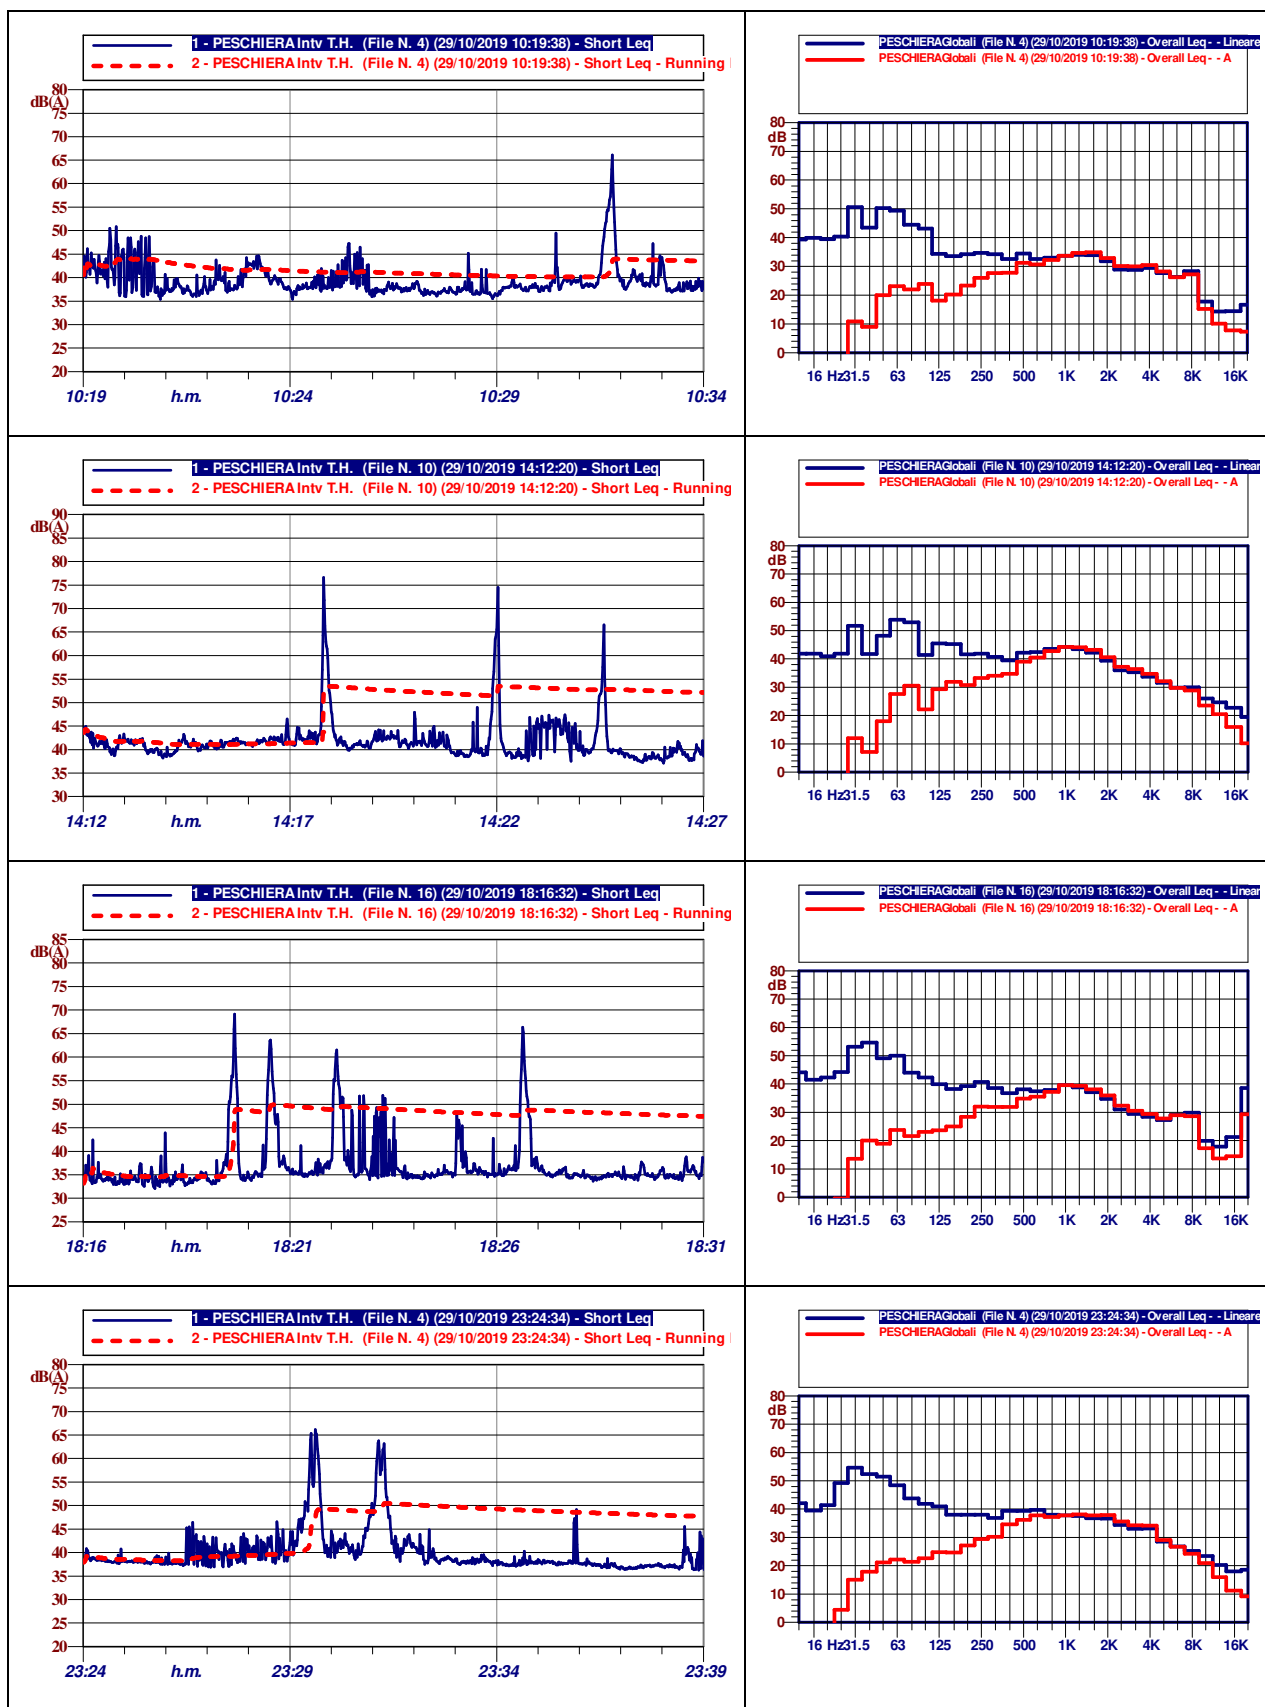 1 - PESCHIERA Intv T.H. (File N. 4) (29/10/2019 10:19:38) - Short Leq
2 - PESCHIERA Intv T.H. (File N. 4) (29/10/2019 10:19:38) - Short Leq - Running
dB(A)
80
75
70
65
60
55
50
45
40
35
30
25
20
10:19 h.m. 10:24 10:29 10:34
PESCHIERAGlobali (File N. 4) (29/10/2019 10:19:38) - Overall Leq - - Lineare
PESCHIERAGlobali (File N. 4) (29/10/2019 10:19:38) - Overall Leq - - A
80
dB
70
60
50
40
30
20
10
0
16 Hz 31.5 63 125 250 500 1K 2K 4K 8K 16K
1 - PESCHIERA Intv T.H. (File N. 10) (29/10/2019 14:12:20) - Short Leq
2 - PESCHIERA Intv T.H. (File N. 10) (29/10/2019 14:12:20) - Short Leq - Running
90
dB(A)
85
80
75
70
65
60
55
50
45
40
35
30
14:12 h.m. 14:17 14:22 14:27
PESCHIERAGlobali (File N. 10) (29/10/2019 14:12:20) - Overall Leq - - Linear
PESCHIERAGlobali (File N. 10) (29/10/2019 14:12:20) - Overall Leq - - A
80
dB
70
60
50
40
30
20
10
0
16 Hz 31.5 63 125 250 500 1K 2K 4K 8K 16K
1 - PESCHIERA Intv T.H. (File N. 16) (29/10/2019 18:16:32) - Short Leq
2 - PESCHIERA Intv T.H. (File N. 16) (29/10/2019 18:16:32) - Short Leq - Running
85
dB(A)
80
75
70
65
60
55
50
45
40
35
30
25
18:16 h.m. 18:21 18:26 18:31
PESCHIERAGlobali (File N. 16) (29/10/2019 18:16:32) - Overall Leq - - Linear
PESCHIERAGlobali (File N. 16) (29/10/2019 18:16:32) - Overall Leq - - A
80
dB
70
60
50
40
30
20
10
0
16 Hz 31.5 63 125 250 500 1K 2K 4K 8K 16K
1 - PESCHIERA Intv T.H. (File N. 4) (29/10/2019 23:24:34) - Short Leq
2 - PESCHIERA Intv T.H. (File N. 4) (29/10/2019 23:24:34) - Short Leq - Running
80
dB(A)
75
70
65
60
55
50
45
40
35
30
25
20
23:24 h.m. 23:29 23:34 23:39
PESCHIERAGlobali (File N. 4) (29/10/2019 23:24:34) - Overall Leq - - Lineare
PESCHIERAGlobali (File N. 4) (29/10/2019 23:24:34) - Overall Leq - - A
80
dB
70
60
50
40
30
20
10
0
16 Hz 31.5 63 125 250 500 1K 2K 4K 8K 16K